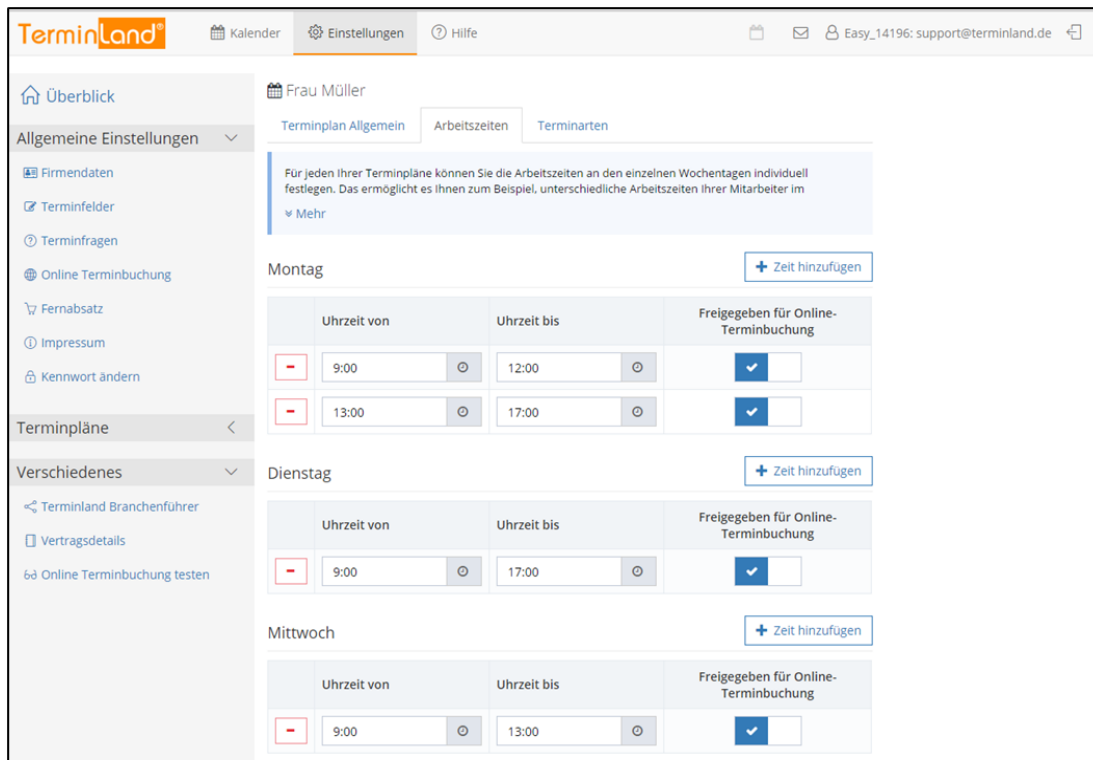 TerminLand®
Kalender
Einstellungen
Hilfe
Easy_14196: support@terminland.de
Überblick
Allgemeine Einstellungen
Firmendaten
Terminfelder
Terminfragen
Online Terminbuchung
Fernabsatz
Impressum
Kennwort ändern
Terminpläne
Verschiedenes
Terminland Branchenführer
Vertragsdetails
Online Terminbuchung testen
Frau Müller
Terminplan Allgemein
Arbeitszeiten
Terminarten
Für jeden Ihrer Terminpläne können Sie die Arbeitszeiten an den einzelnen Wochentagen individuell
festlegen. Das ermöglicht es Ihnen zum Beispiel, unterschiedliche Arbeitszeiten Ihrer Mitarbeiter im
Mehr
Montag
Zeit hinzufügen
Uhrzeit von
Uhrzeit bis
Freigegeben für Online-
Terminbuchung
9:00
12:00
13:00
17:00
Dienstag
Zeit hinzufügen
Uhrzeit von
Uhrzeit bis
Freigegeben für Online-
Terminbuchung
9:00
17:00
Mittwoch
Zeit hinzufügen
Uhrzeit von
Uhrzeit bis
Freigegeben für Online-
Terminbuchung
9:00
13:00